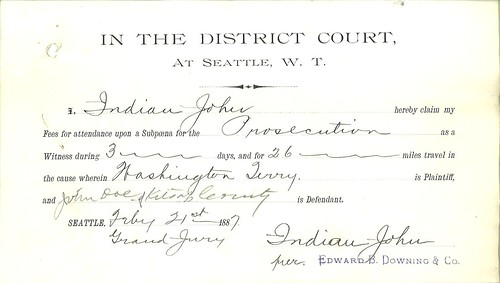 IN THE DISTRICT COURT,
AT SEATTLE, W. T.
I, Indian John hereby claim my
Fees for attendance upon a Subpœna for the Prosecution as a
Witness during 3 days, and for 26 miles travel in
the cause wherein Washington Terry. is Plaintiff,
and John Doe, Kitsap County is Defendant.
SEATTLE, Feby 21st 1887.
Grand Jury
Indian John
per. EDWARD B. DOWNING & CO.